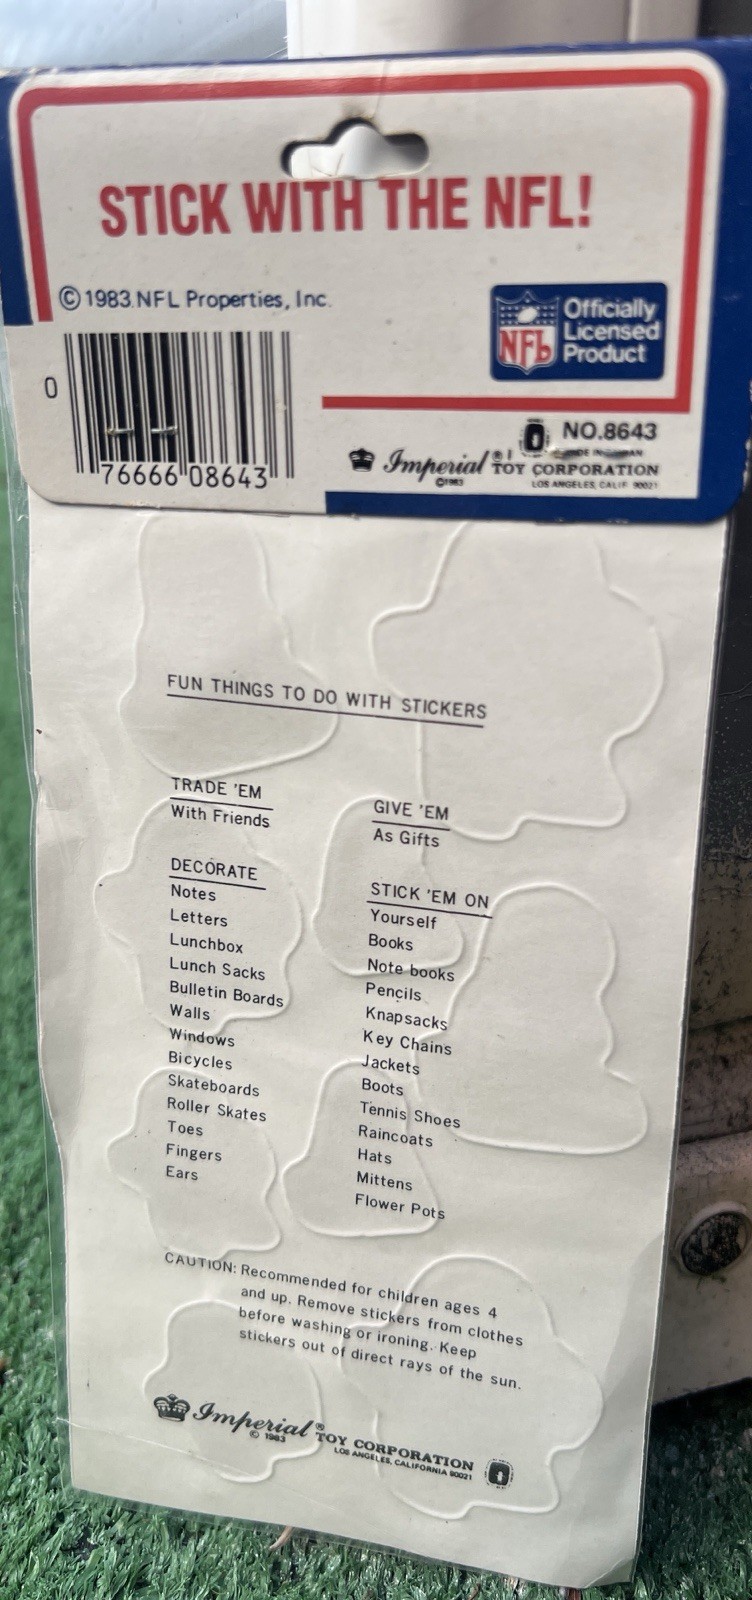 STICK WITH THE NFL!
© 1983 NFL Properties, Inc.
NFL
Officially
Licensed
Product
0
76666 08643
NO.8643
Imperial ®
TOY CORPORATION
© 1983
LOS ANGELES, CALIF. 90021
FUN THINGS TO DO WITH STICKERS
TRADE 'EM
With Friends
DECORATE
Notes
Letters
Lunchbox
Lunch Sacks
Bulletin Boards
Walls
Windows
Bicycles
Skateboards
Roller Skates
Toes
Fingers
Ears
GIVE 'EM
As Gifts
STICK 'EM ON
Yourself
Books
Note books
Pencils
Knapsacks
Key Chains
Jackets
Boots
Tennis Shoes
Raincoats
Hats
Mittens
Flower Pots
CAUTION: Recommended for children ages 4
and up. Remove stickers from clothes
before washing or ironing. Keep
stickers out of direct rays of the sun.
Imperial ®
TOY CORPORATION
© 1983
LOS ANGELES, CALIFORNIA 90021